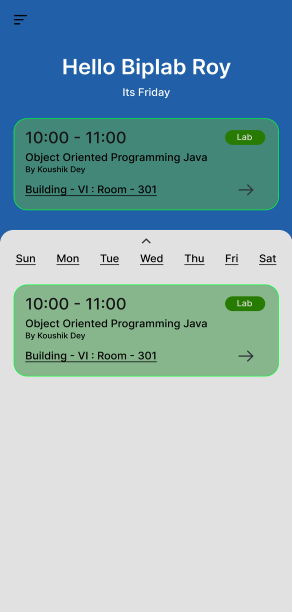 Hello Biplab Roy
Its Friday
10:00 - 11:00 Lab
Object Oriented Programming Java
By Koushik Dey
Building - VI : Room - 301
Sun Mon Tue Wed Thu Fri Sat
10:00 - 11:00 Lab
Object Oriented Programming Java
By Koushik Dey
Building - VI : Room - 301